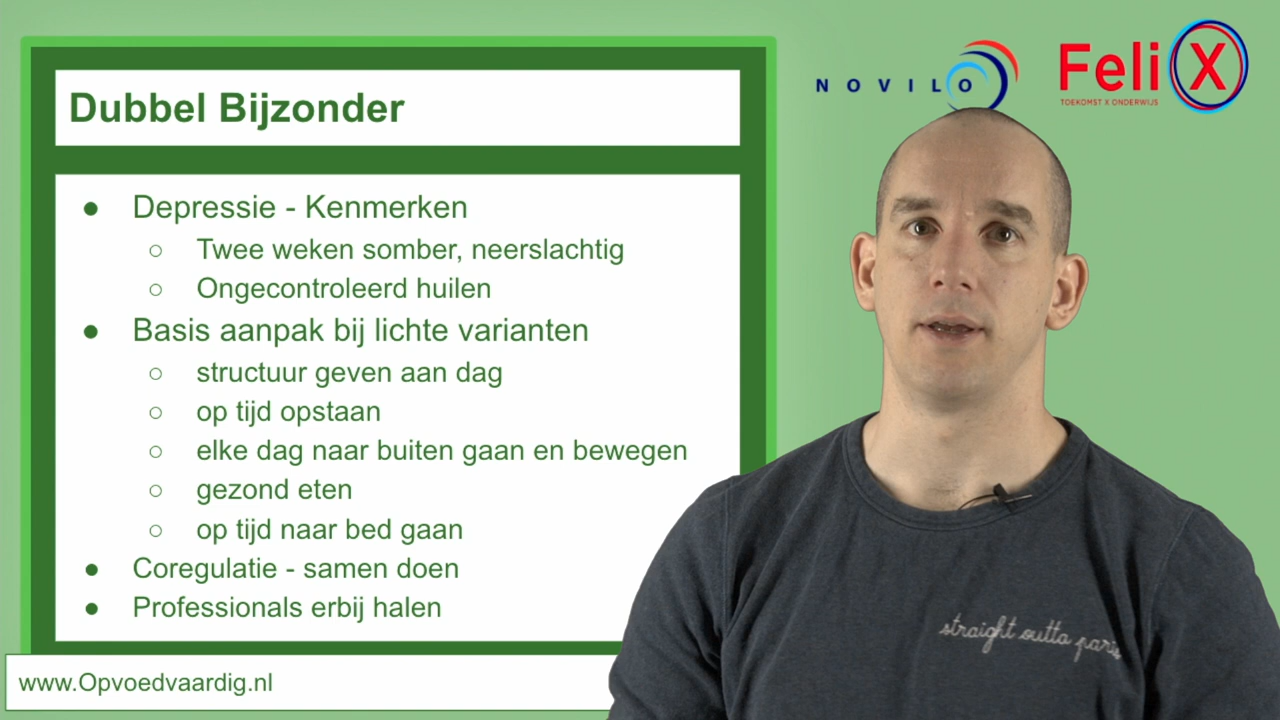 NOVILO
FeliX
TOEKOMST X ONDERWIJS
Dubbel Bijzonder
● Depressie - Kenmerken
○ Twee weken somber, neerslachtig
○ Ongecontroleerd huilen
● Basis aanpak bij lichte varianten
○ structuur geven aan dag
○ op tijd opstaan
○ elke dag naar buiten gaan en bewegen
○ gezond eten
○ op tijd naar bed gaan
● Coregulatie - samen doen
● Professionals erbij halen
straight outta paris
www.Opvoedvaardig.nl